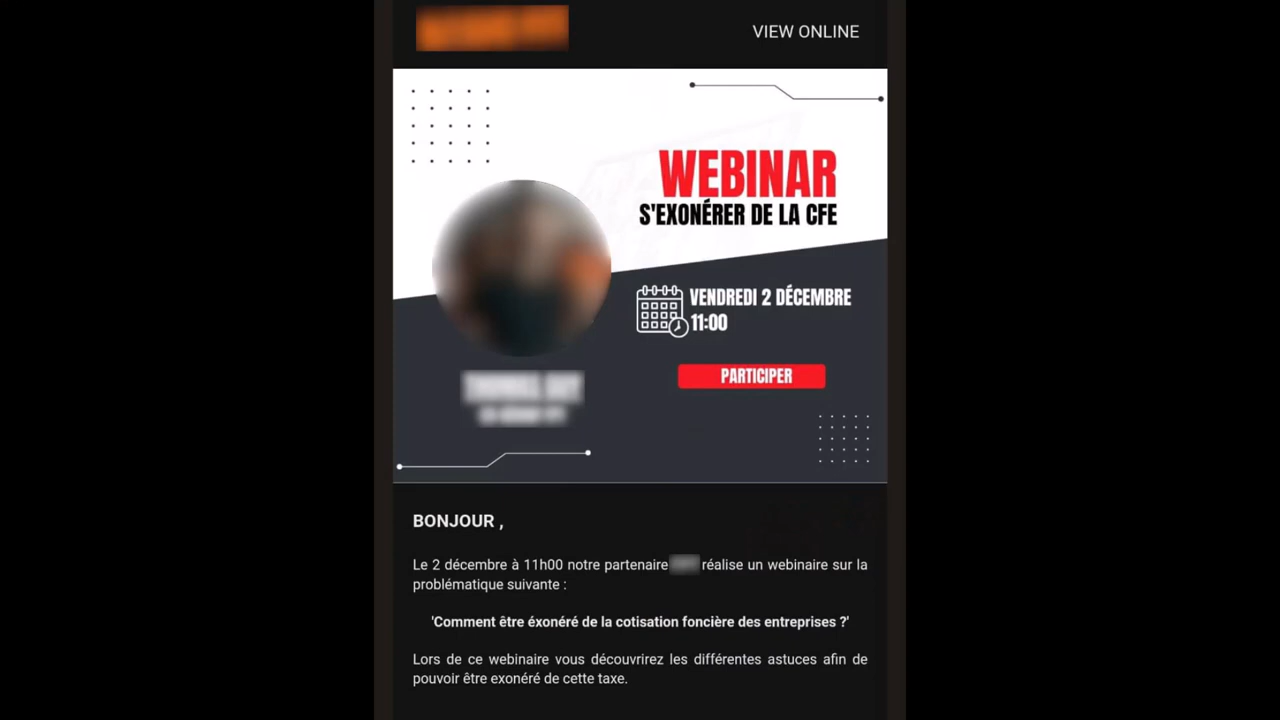 VIEW ONLINE
WEBINAR
S'EXONÉRER DE LA CFE
VENDREDI 2 DÉCEMBRE
11:00
PARTICIPER
BONJOUR ,
Le 2 décembre à 11h00 notre partenaire réalise un webinaire sur la
problématique suivante :
'Comment être éxonéré de la cotisation foncière des entreprises ?'
Lors de ce webinaire vous découvrirez les différentes astuces afin de
pouvoir être exonéré de cette taxe.